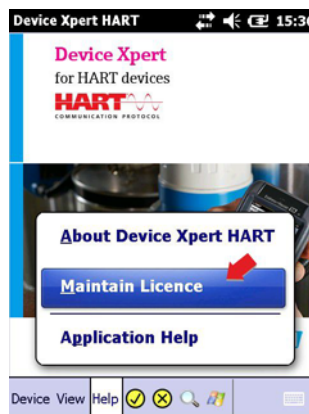 Device Xpert HART 15:30
Device Xpert
for HART devices
HART
COMMUNICATION PROTOCOL
About Device Xpert HART
Maintain Licence
Application Help
Device View Help